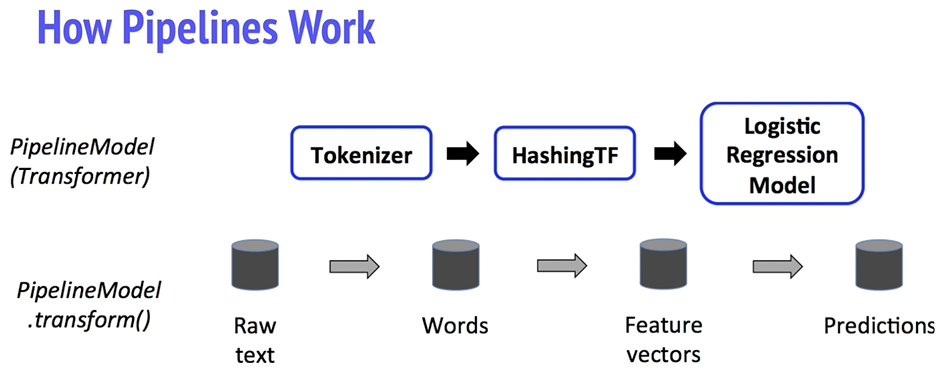 How Pipelines Work
PipelineModel
(Transformer)
Tokenizer
HashingTF
Logistic
Regression
Model
PipelineModel
.transform()
Raw
text
Words
Feature
vectors
Predictions